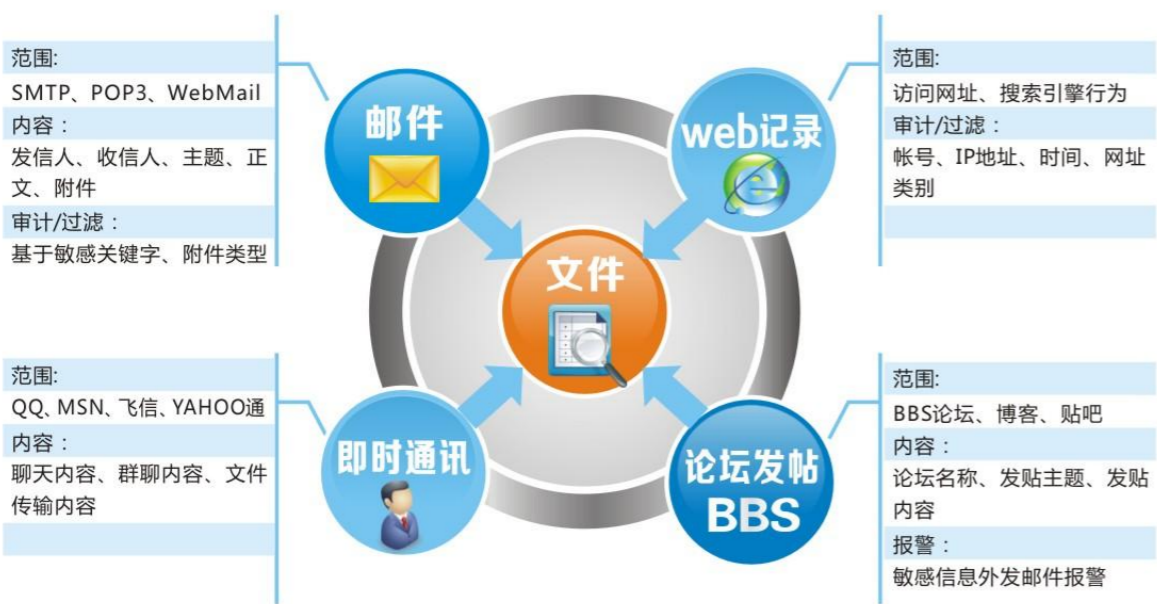 范围:
SMTP、POP3、WebMail
内容：
发信人、收信人、主题、正
文、附件
审计/过滤：
基于敏感关键字、附件类型
邮件
web记录
范围:
访问网址、搜索引擎行为
审计/过滤：
帐号、IP地址、时间、网址
类别
文件
范围:
QQ、MSN、飞信、YAHOO通
内容：
聊天内容、群聊内容、文件
传输内容
即时通讯
论坛发帖
BBS
范围:
BBS论坛、博客、贴吧
内容：
论坛名称、发贴主题、发贴
内容
报警：
敏感信息外发邮件报警